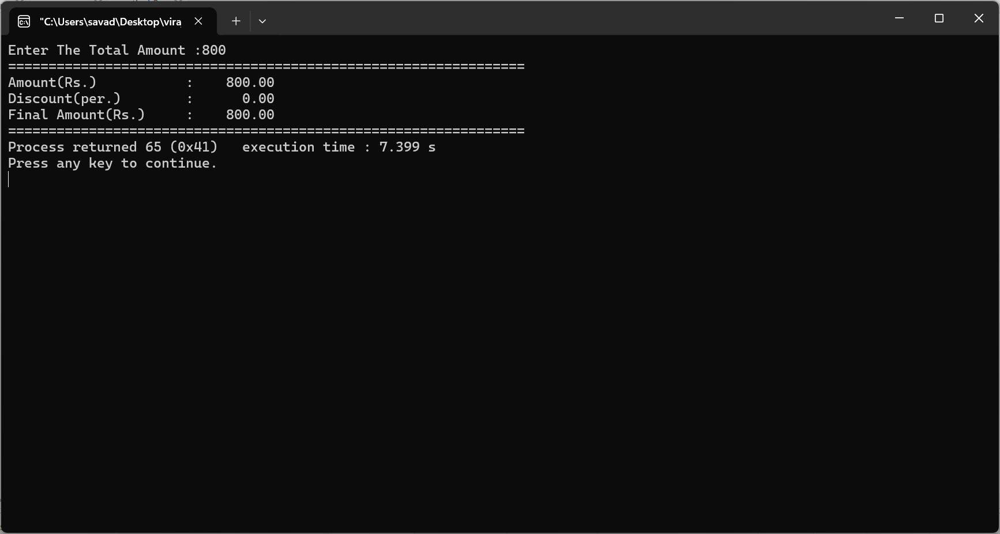 "C:\Users\savad\Desktop\vira
Enter The Total Amount :800
================================================================
Amount(Rs.)           :    800.00
Discount(per.)        :      0.00
Final Amount(Rs.)     :    800.00
================================================================
Process returned 65 (0x41)   execution time : 7.399 s
Press any key to continue.